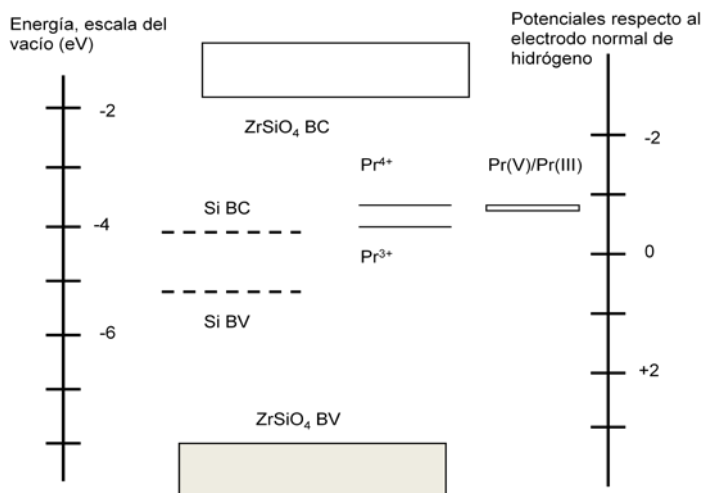 Energía, escala del
vacío (eV)
Potenciales respecto al
electrodo normal de
hidrógeno
-2
ZrSiO₄ BC
-2
Pr⁴⁺
Pr(V)/Pr(III)
Si BC
-4
0
Pr³⁺
Si BV
-6
+2
ZrSiO₄ BV